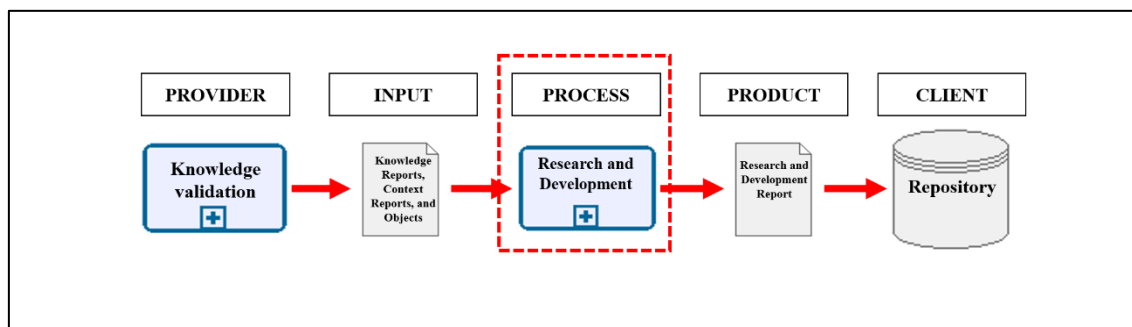 PROVIDER
INPUT
PROCESS
PRODUCT
CLIENT
Knowledge
validation
Knowledge
Reports,
Context
Reports, and
Objects
Research and
Development
Research and
Development
Report
Repository